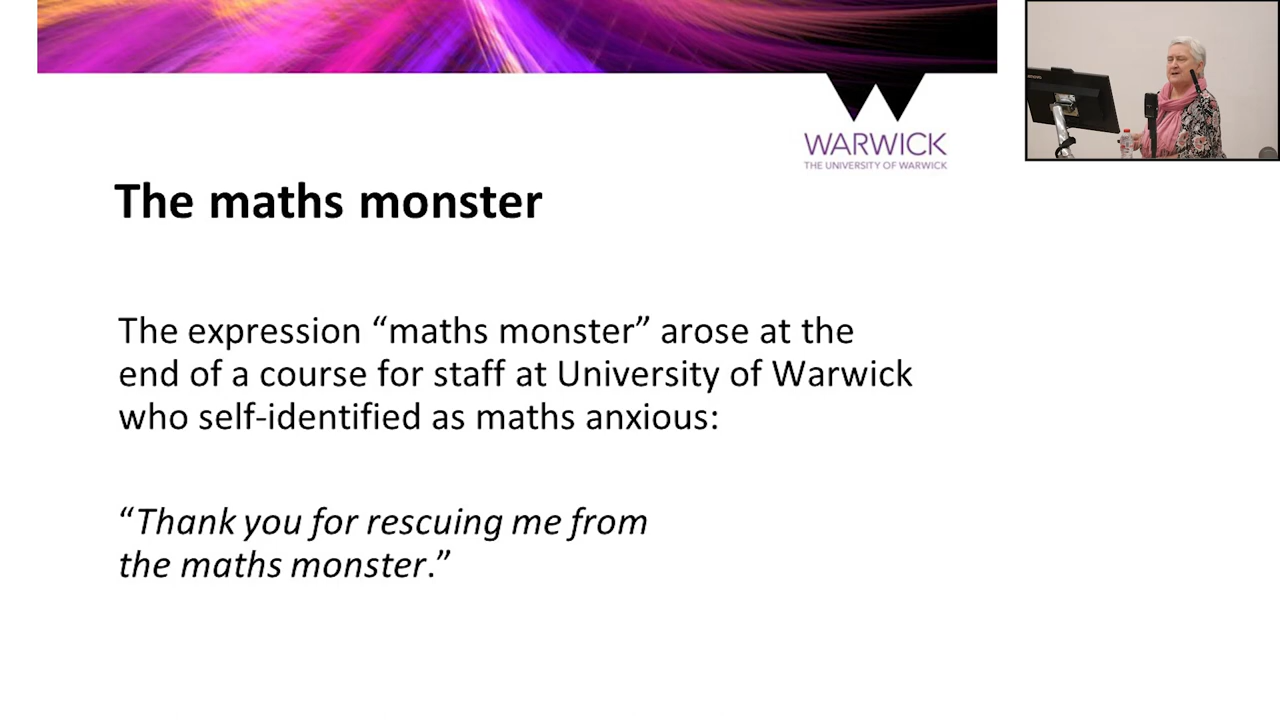 WARWICK
THE UNIVERSITY OF WARWICK
The maths monster
The expression “maths monster” arose at the
end of a course for staff at University of Warwick
who self-identified as maths anxious:
“Thank you for rescuing me from
the maths monster.”